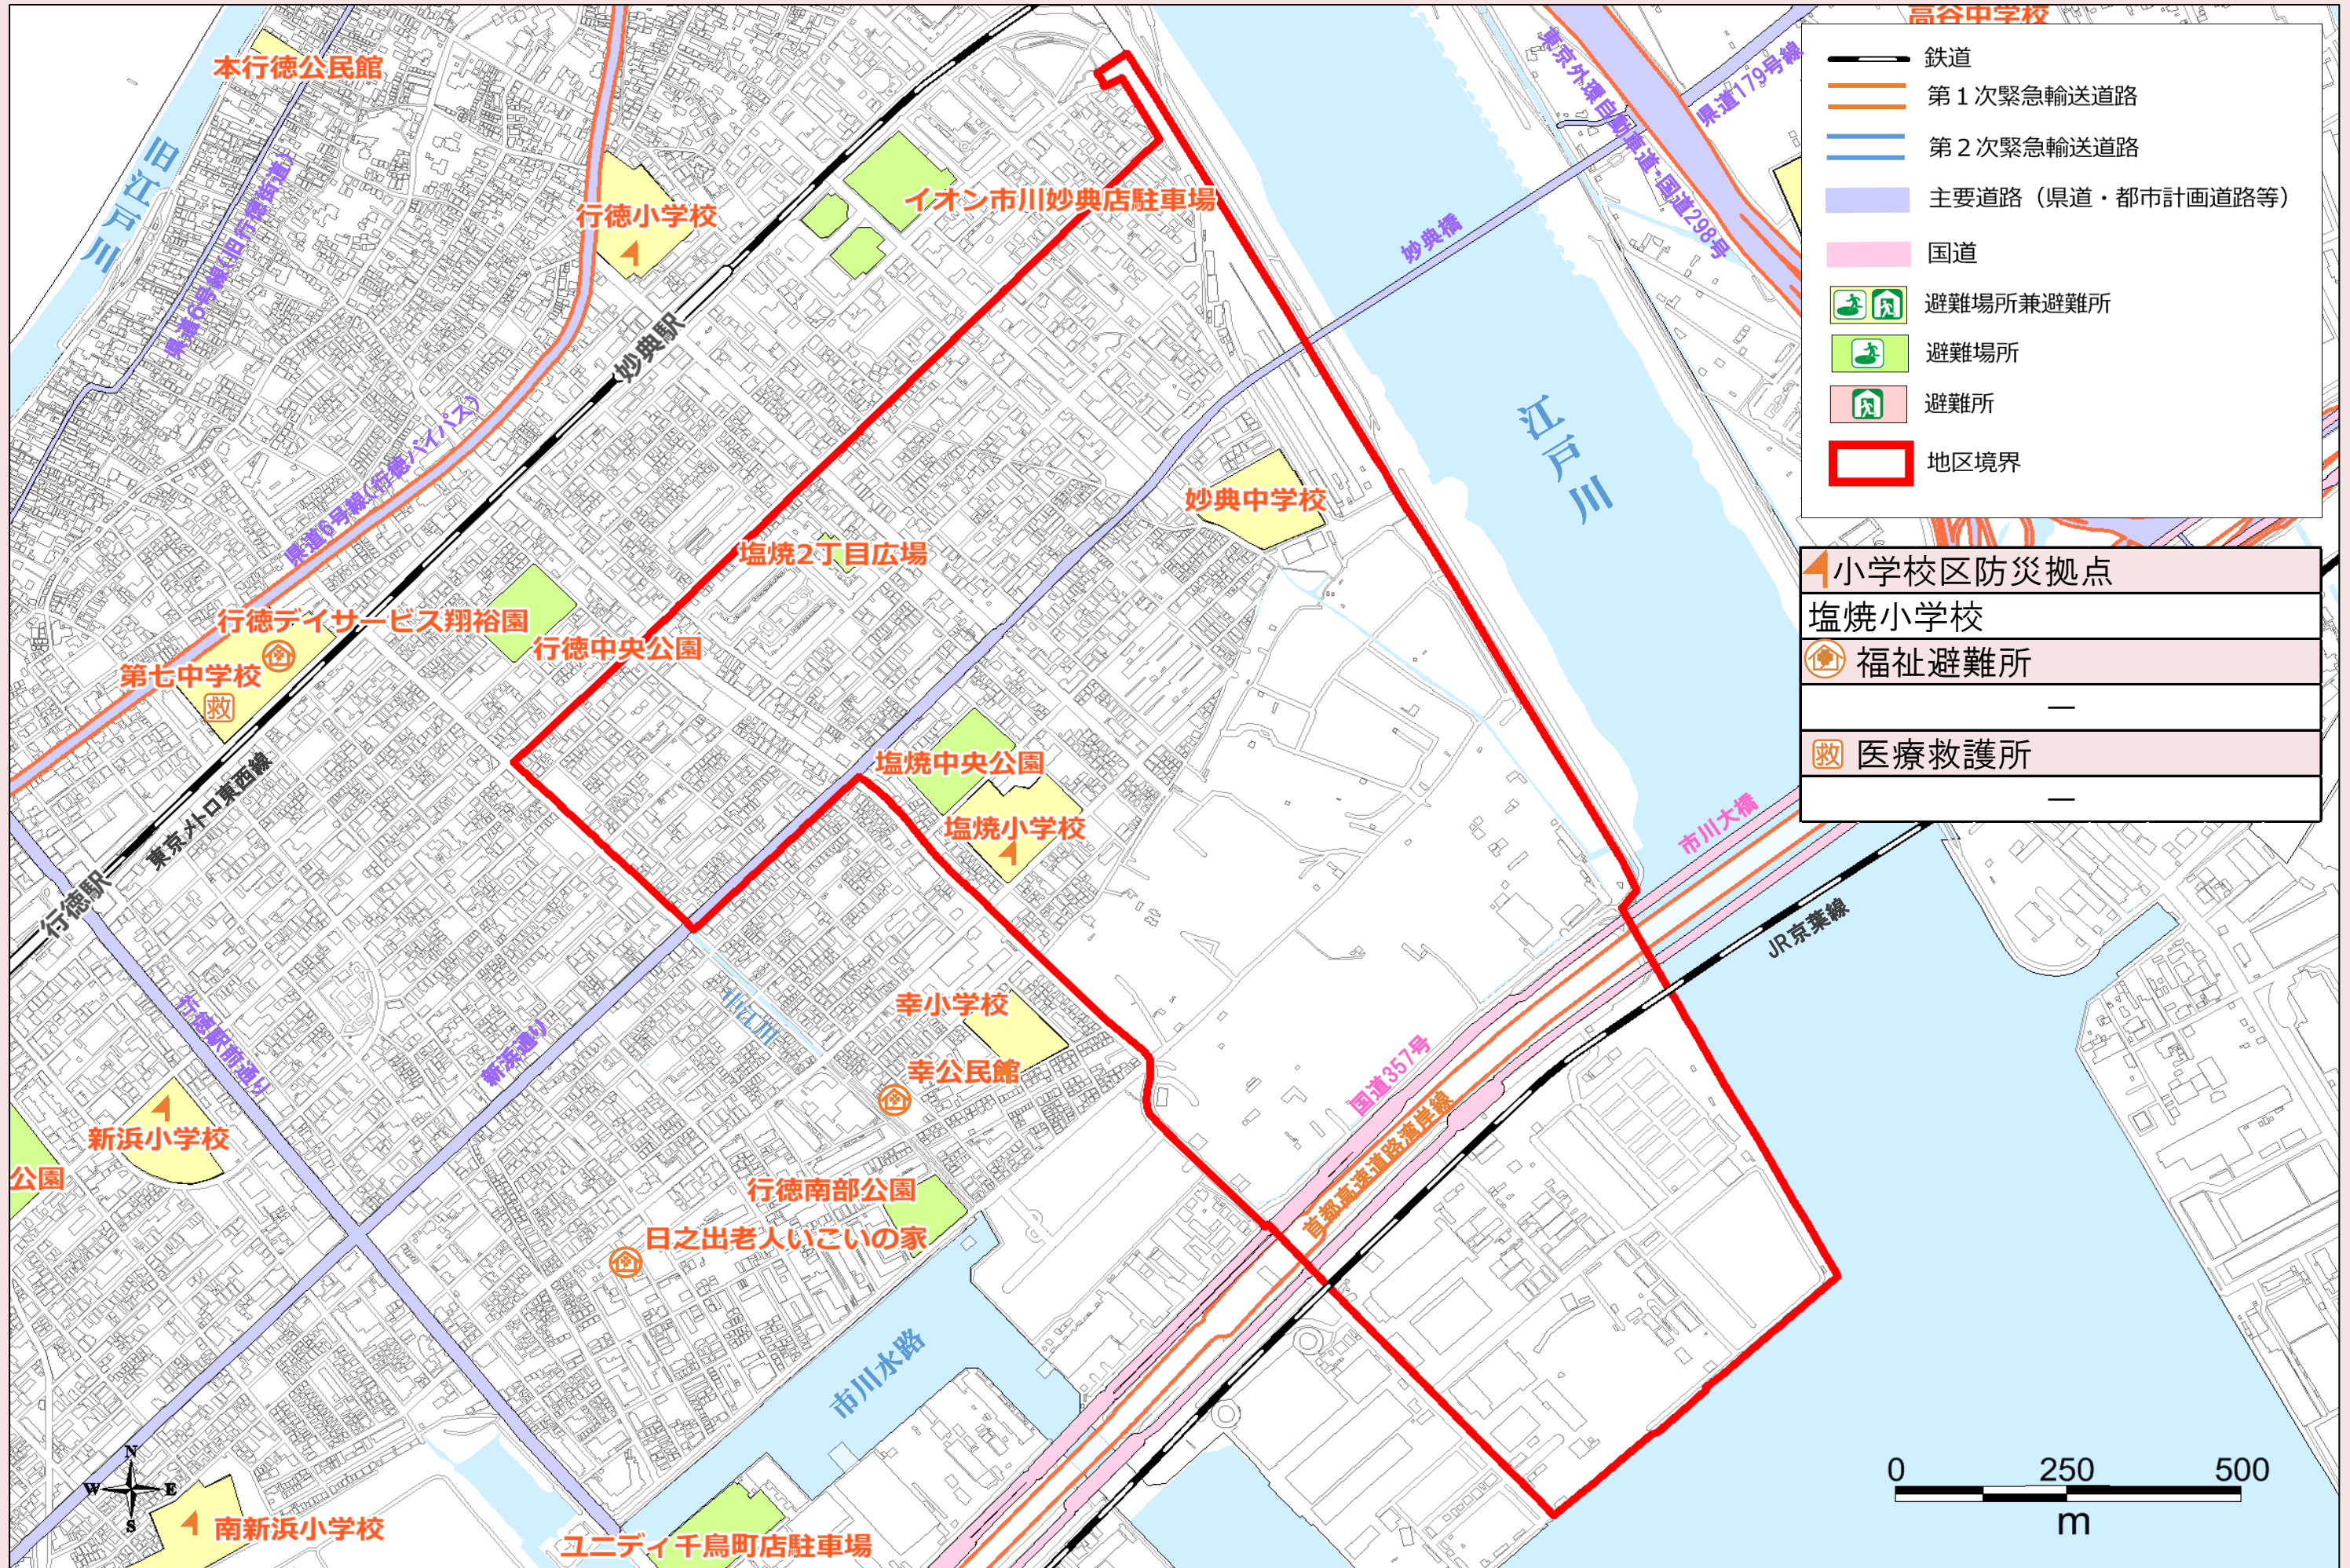 高谷中学校
本行徳公民館
旧江戸川
県道6号線(旧行徳街道)
行徳小学校
イオン市川妙典店駐車場
妙典橋
東京外環自動車道・国道298号
県道179号線
妙典駅
江戸川
県道6号線(行徳バイパス)
妙典中学校
塩焼2丁目広場
行徳デイサービス翔裕園
行徳中央公園
第七中学校
救
東京メトロ東西線
行徳駅
塩焼中央公園
塩焼小学校
市川大橋
JR京葉線
行徳駅前通り
新浜通り
中江川
幸小学校
幸公民館
国道357号
首都高速道路湾岸線
新浜小学校
公園
行徳南部公園
日之出老人いこいの家
市川水路
南新浜小学校
ユニディ千鳥町店駐車場
N
W E
S
鉄道
第1次緊急輸送道路
第2次緊急輸送道路
主要道路（県道・都市計画道路等）
国道
避難場所兼避難所
避難場所
避難所
地区境界
小学校区防災拠点
塩焼小学校
福祉避難所
―
救 医療救護所
―
0 250 500
m